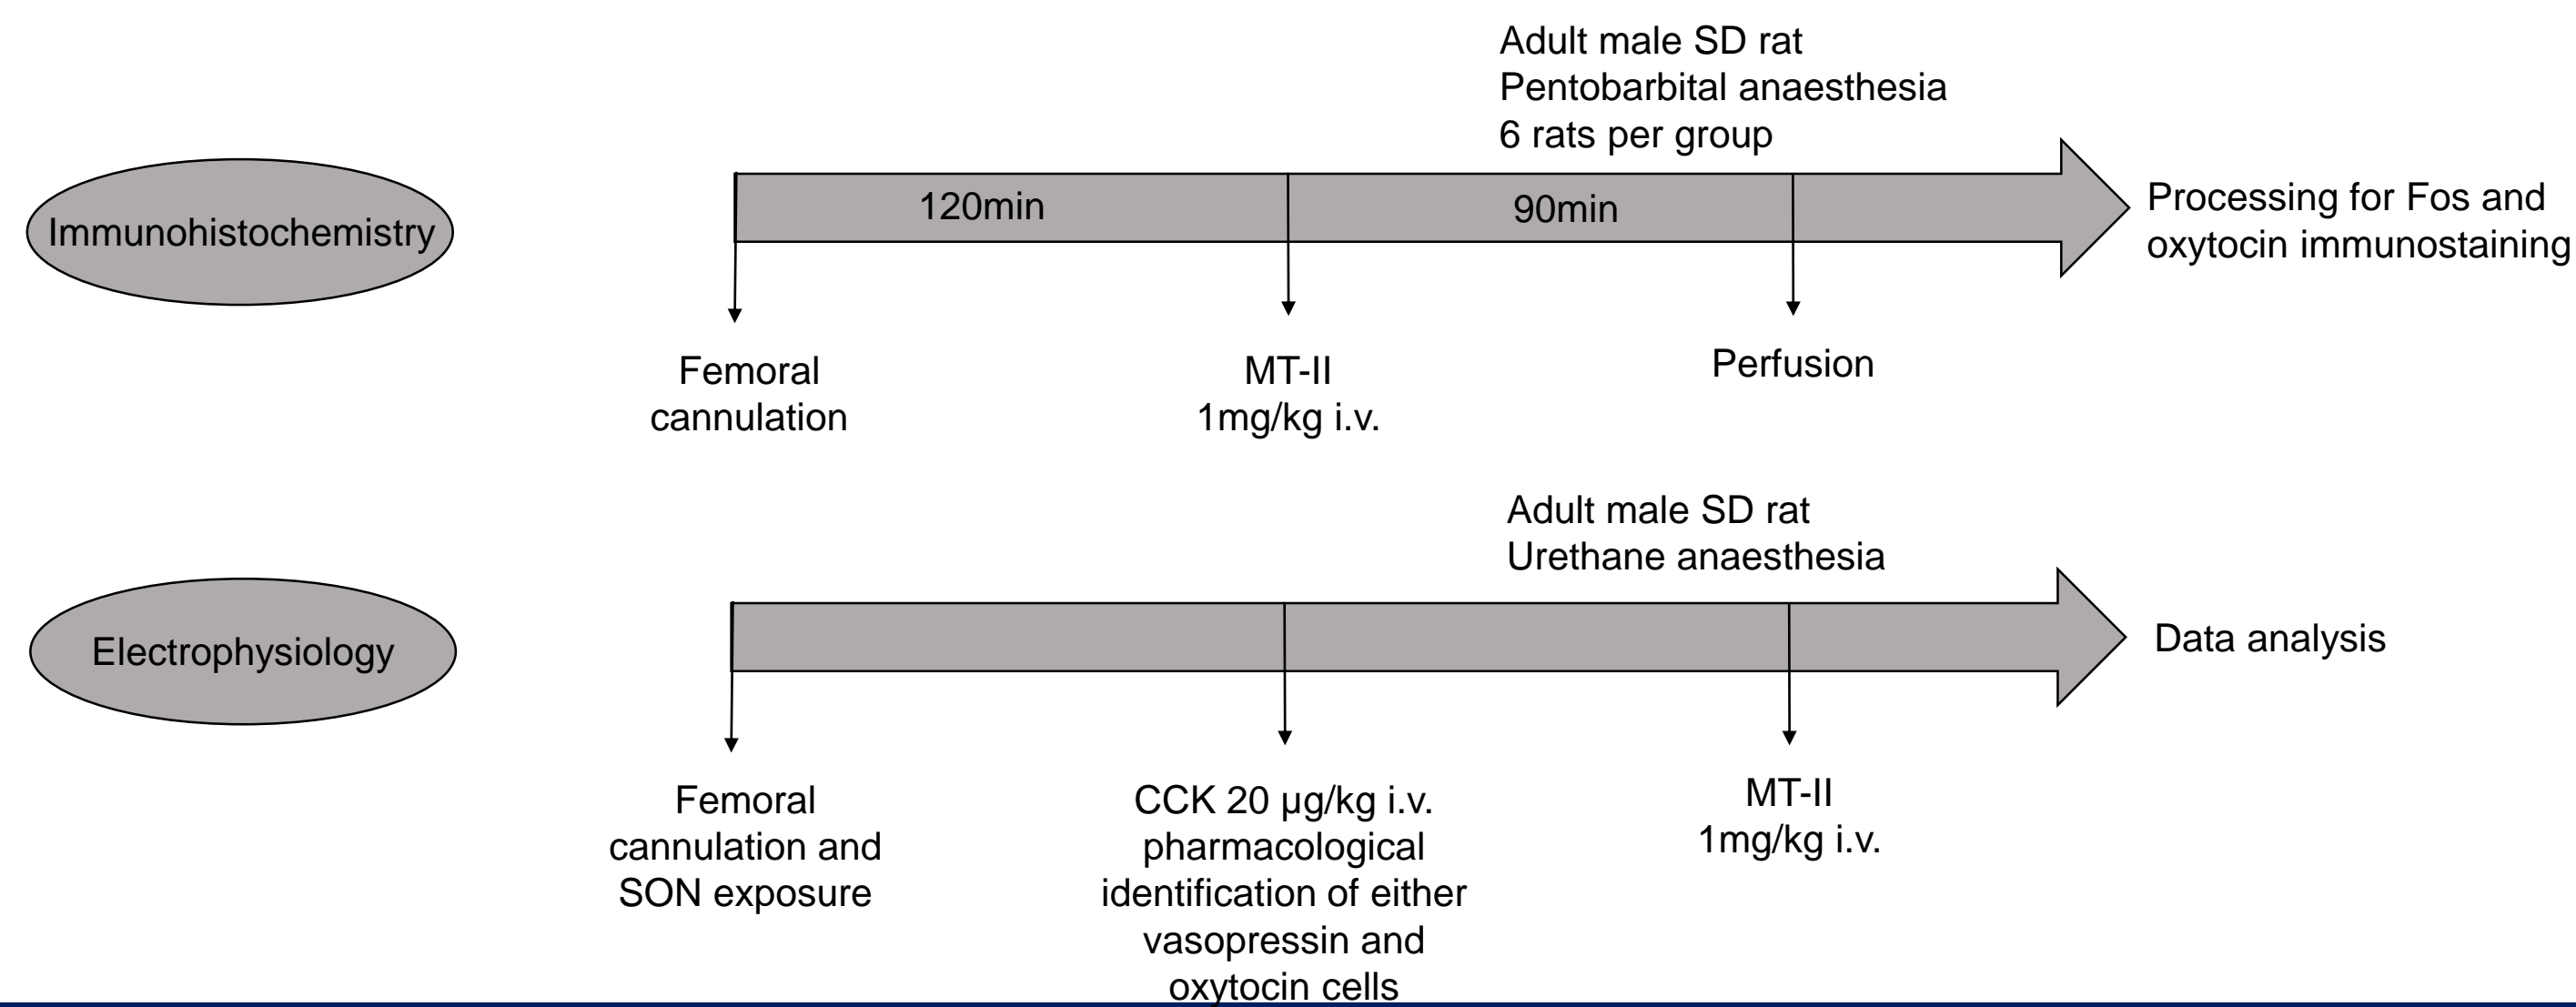 Adult male SD rat
Pentobarbital anaesthesia
6 rats per group
Immunohistochemistry
120min
90min
Processing for Fos and
oxytocin immunostaining
Femoral
cannulation
MT-II
1mg/kg i.v.
Perfusion
Adult male SD rat
Urethane anaesthesia
Electrophysiology
Data analysis
Femoral
cannulation and
SON exposure
CCK 20 µg/kg i.v.
pharmacological
identification of either
vasopressin and
oxytocin cells
MT-II
1mg/kg i.v.